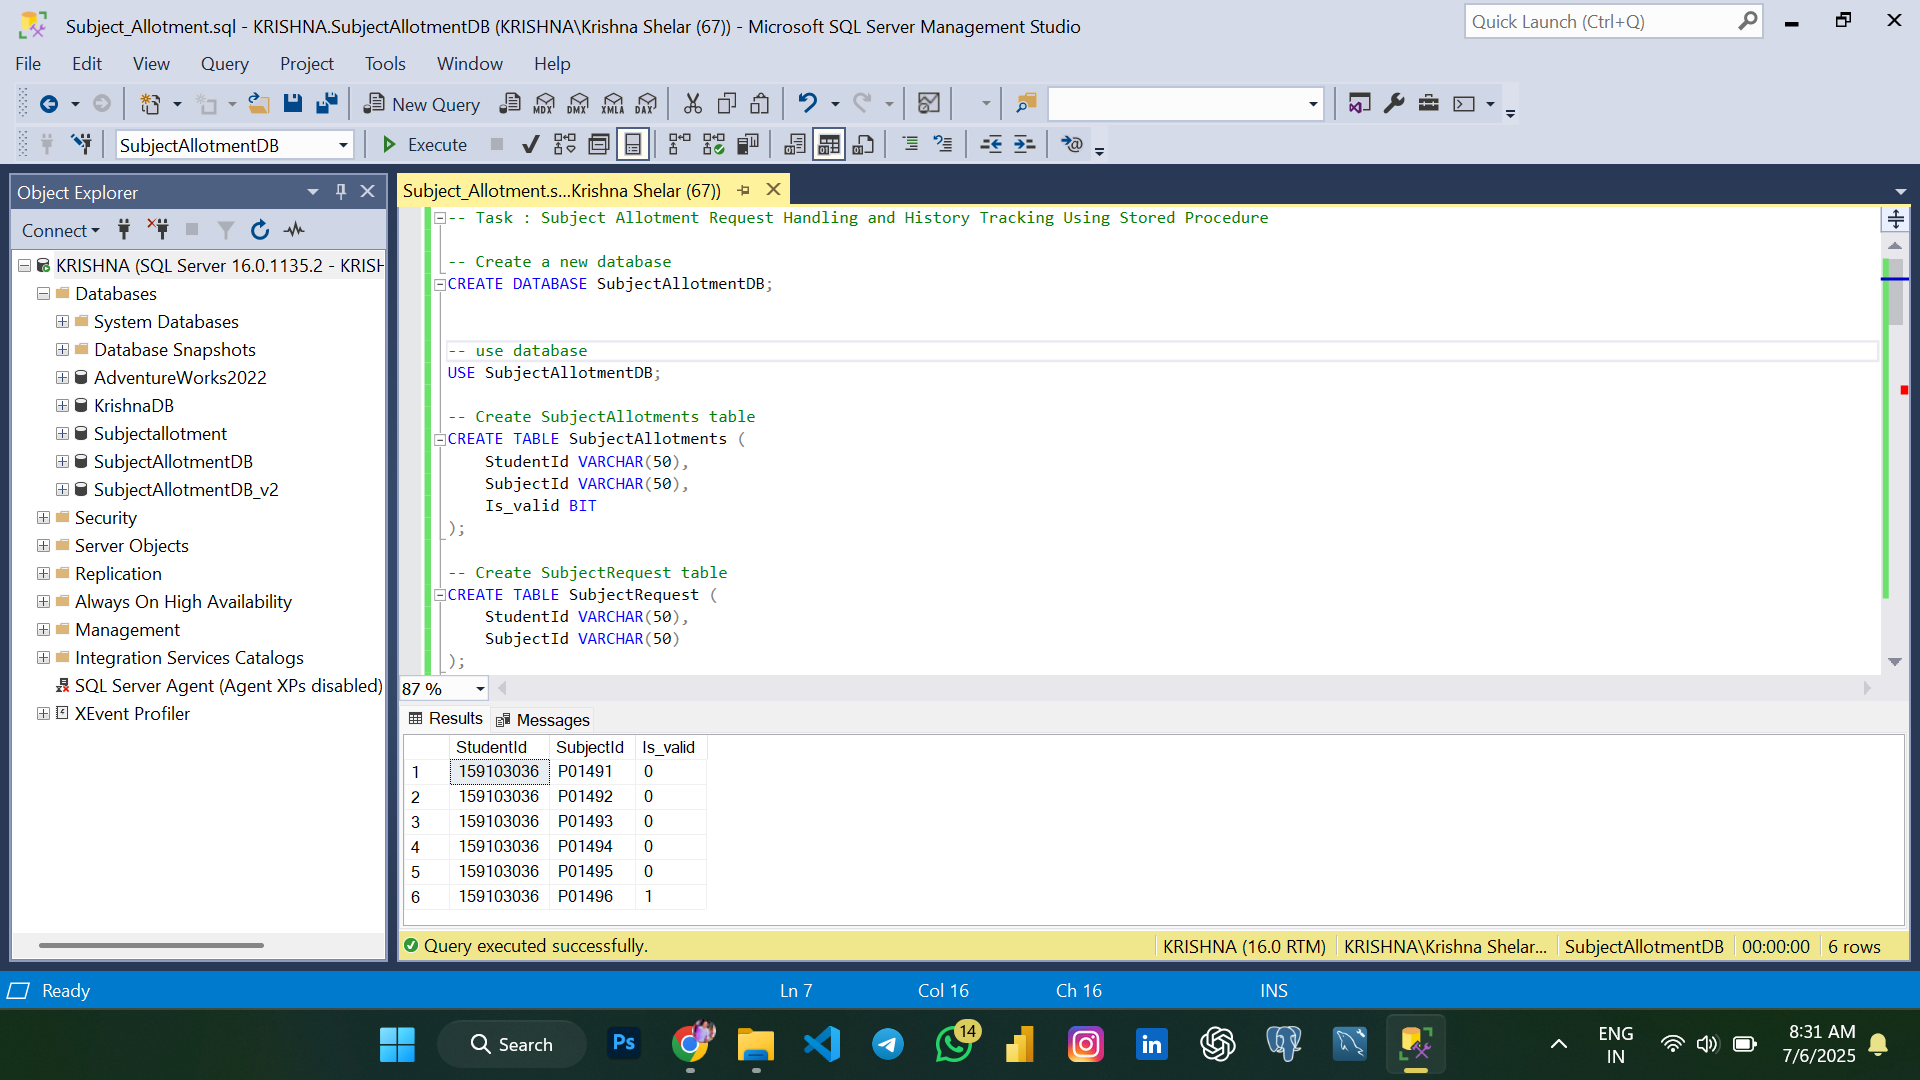 Subject_Allotment.sql - KRISHNA.SubjectAllotmentDB (KRISHNA\Krishna Shelar (67)) - Microsoft SQL Server Management Studio
Quick Launch (Ctrl+Q)
File Edit View Query Project Tools Window Help
New Query MDX DMX XMLA DAX
SubjectAllotmentDB Execute
Object Explorer
Connect
KRISHNA (SQL Server 16.0.1135.2 - KRISH
Databases
System Databases
Database Snapshots
AdventureWorks2022
KrishnaDB
Subjectallotment
SubjectAllotmentDB
SubjectAllotmentDB_v2
Security
Server Objects
Replication
Always On High Availability
Management
Integration Services Catalogs
SQL Server Agent (Agent XPs disabled)
XEvent Profiler
Subject_Allotment.s...Krishna Shelar (67))
-- Task : Subject Allotment Request Handling and History Tracking Using Stored Procedure
-- Create a new database
CREATE DATABASE SubjectAllotmentDB;
-- use database
USE SubjectAllotmentDB;
-- Create SubjectAllotments table
CREATE TABLE SubjectAllotments (
StudentId VARCHAR(50),
SubjectId VARCHAR(50),
Is_valid BIT
);
-- Create SubjectRequest table
CREATE TABLE SubjectRequest (
StudentId VARCHAR(50),
SubjectId VARCHAR(50)
);
87 %
Results Messages
StudentId SubjectId Is_valid
1 159103036 P01491 0
2 159103036 P01492 0
3 159103036 P01493 0
4 159103036 P01494 0
5 159103036 P01495 0
6 159103036 P01496 1
Query executed successfully. KRISHNA (16.0 RTM) KRISHNA\Krishna Shelar... SubjectAllotmentDB 00:00:00 6 rows
Ready Ln 7 Col 16 Ch 16 INS
Search
Ps
14
in
ENG
IN
8:31 AM
7/6/2025